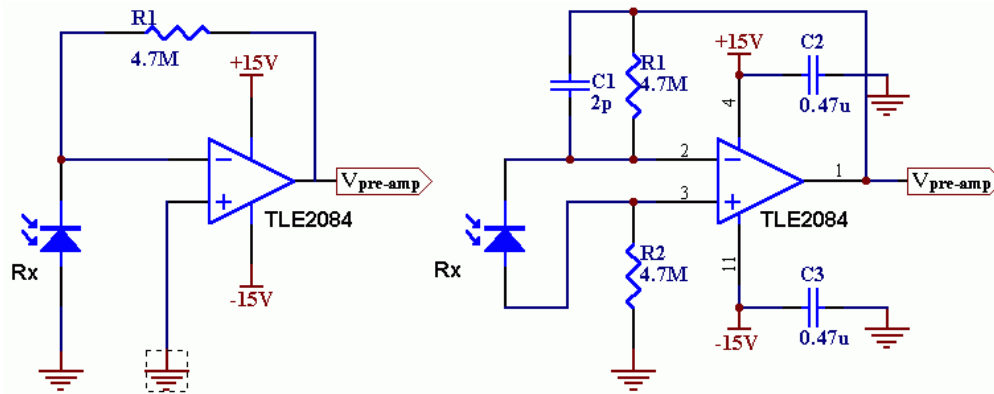 R1
4.7M
+15V
Vpre-amp
TLE2084
Rx
-15V
+15V
C2
0.47u
C1
2p
R1
4.7M
4
2
3
1
Vpre-amp
TLE2084
Rx
R2
4.7M
11
C3
0.47u
-15V